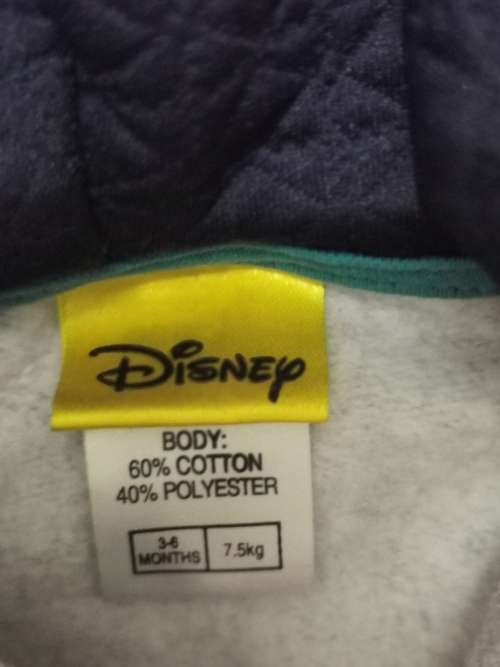 Disney
BODY:
60% COTTON
40% POLYESTER
3-6
MONTHS
7.5kg